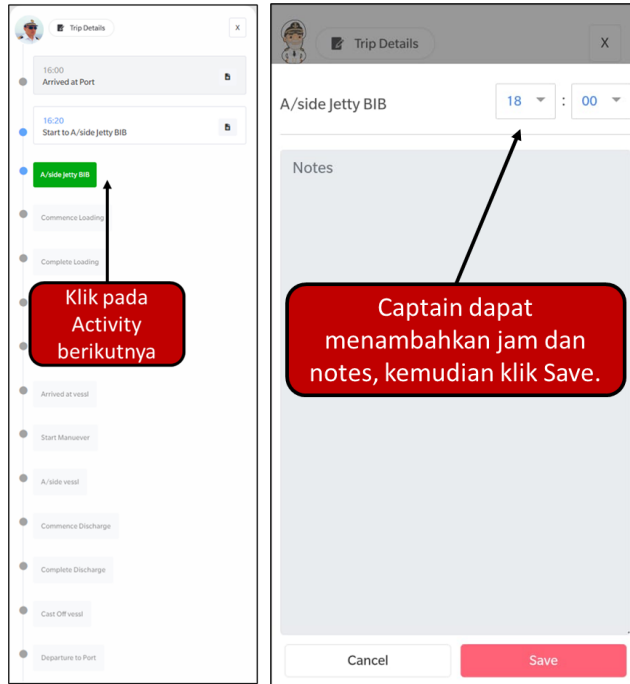 Trip Details
X
16:00
Arrived at Port
16:20
Start to A/side Jetty BIB
A/side Jetty BIB
Commence Loading
Complete Loading
Klik pada
Activity
berikutnya
Arrived at vessl
Start Manuever
A/side vessl
Commence Discharge
Complete Discharge
Cast Off vessl
Departure to Port
Trip Details
X
A/side Jetty BIB
18 : 00
Notes
Captain dapat
menambahkan jam dan
notes, kemudian klik Save.
Cancel
Save